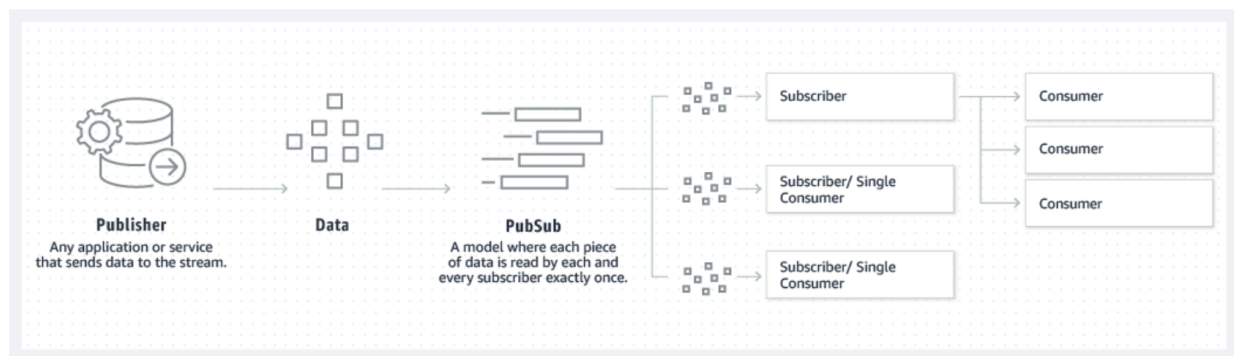 Publisher
Any application or service
that sends data to the stream.
Data
PubSub
A model where each piece
of data is read by each and
every subscriber exactly once.
Subscriber
Subscriber/ Single
Consumer
Subscriber/ Single
Consumer
Consumer
Consumer
Consumer